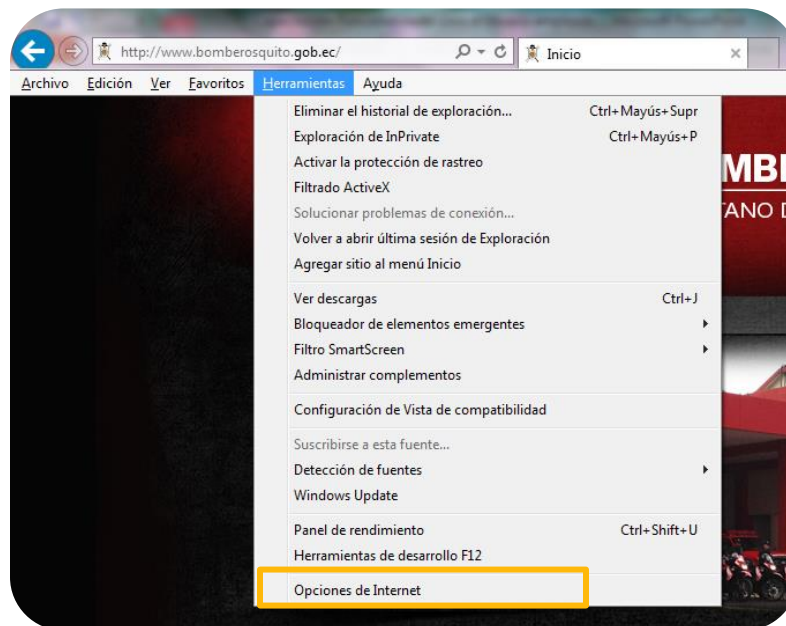 http://www.bomberosquito.gob.ec/
Inicio
Archivo Edición Ver Favoritos Herramientas Ayuda
Eliminar el historial de exploración... Ctrl+Mayús+Supr
Exploración de InPrivate Ctrl+Mayús+P
Activar la protección de rastreo
Filtrado ActiveX
Solucionar problemas de conexión...
Volver a abrir última sesión de Exploración
Agregar sitio al menú Inicio
Ver descargas Ctrl+J
Bloqueador de elementos emergentes
Filtro SmartScreen
Administrar complementos
Configuración de Vista de compatibilidad
Suscribirse a esta fuente...
Detección de fuentes
Windows Update
Panel de rendimiento Ctrl+Shift+U
Herramientas de desarrollo F12
Opciones de Internet
MB
ANO D